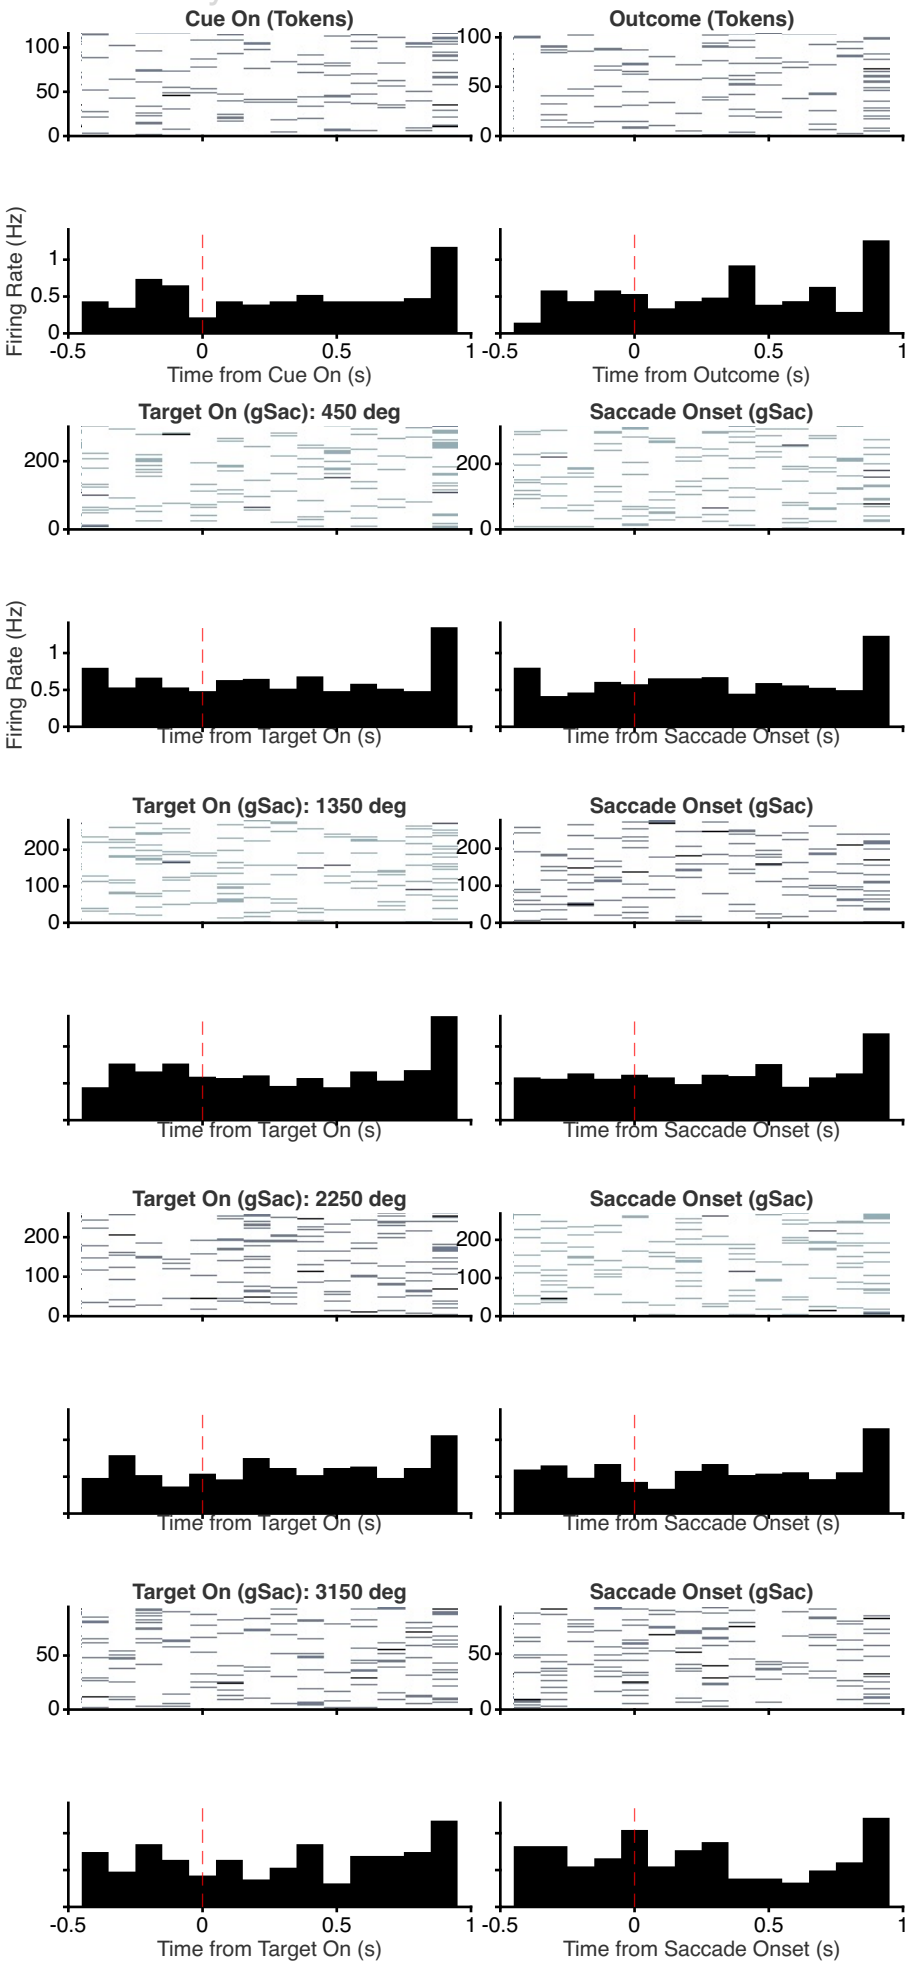 Cue On (Tokens)
Outcome (Tokens)
100
50
0
100
50
0
Firing Rate (Hz)
1
0.5
0
-0.5
0
0.5
1
-0.5
0
0.5
1
Time from Cue On (s)
Time from Outcome (s)
Target On (gSac): 450 deg
Saccade Onset (gSac)
200
0
200
0
Firing Rate (Hz)
1
0.5
0
Time from Target On (s)
Time from Saccade Onset (s)
Target On (gSac): 1350 deg
Saccade Onset (gSac)
200
100
0
200
100
0
Time from Target On (s)
Time from Saccade Onset (s)
Target On (gSac): 2250 deg
Saccade Onset (gSac)
200
100
0
200
100
0
Time from Target On (s)
Time from Saccade Onset (s)
Target On (gSac): 3150 deg
Saccade Onset (gSac)
50
0
50
0
-0.5
0
0.5
1
-0.5
0
0.5
1
Time from Target On (s)
Time from Saccade Onset (s)